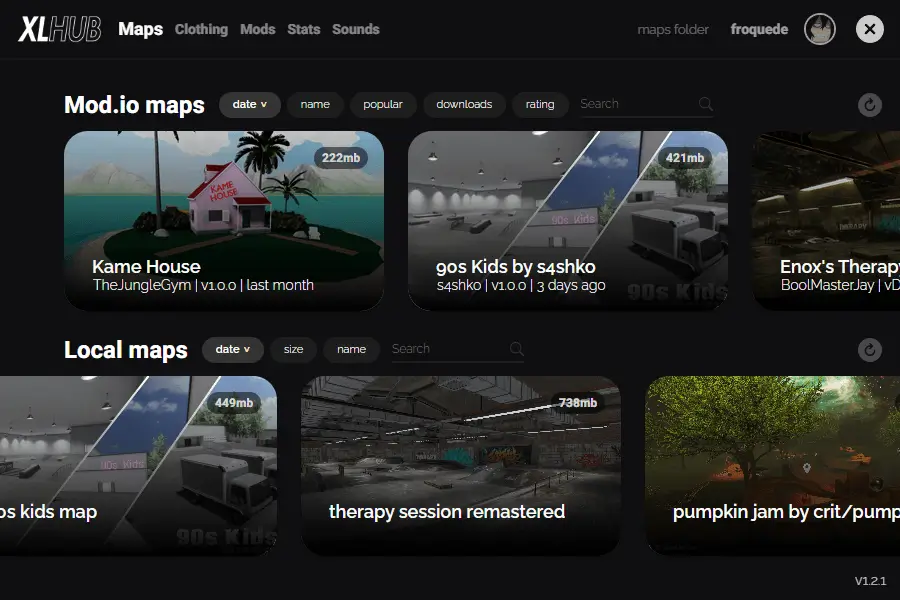 XLHUB Maps Clothing Mods Stats Sounds maps folder froquede
Mod.io maps date v name popular downloads rating Search
222mb
KAME
HOUSE
Kame House
TheJungleGym | v1.0.0 | last month
421mb
90s Kids
90s Kids by s4shko
s4shko | v1.0.0 | 3 days ago
90s Kids
Enox's Therapy
BoolMasterJay | v
Local maps date v size name Search
449mb
90s Kids
os kids map
90s Kids
738mb
therapy session remastered
pumpkin jam by crit/pump
V1.2.1